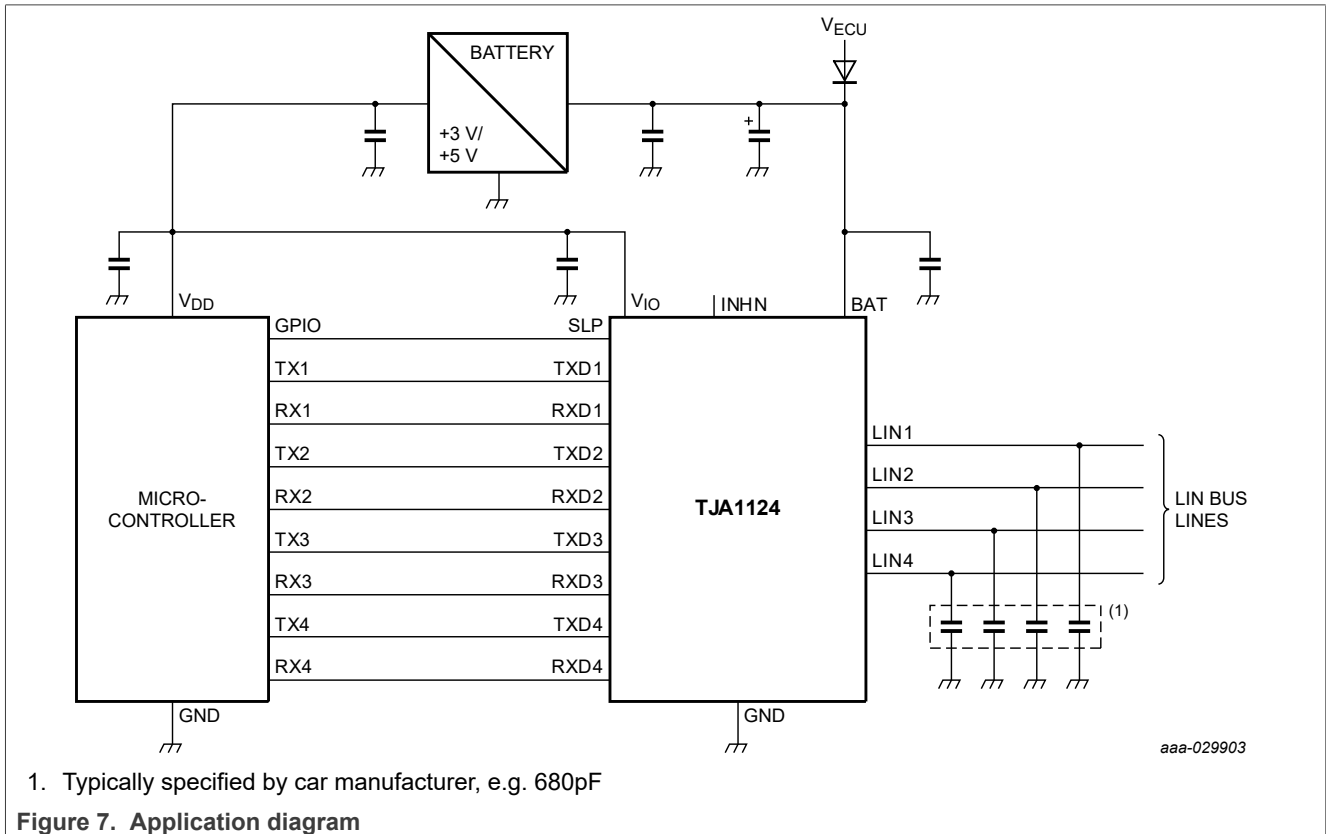 VECU
BATTERY
+3 V/
+5 V
+
VDD
VIO
INHN
BAT
GPIO
SLP
TX1
TXD1
RX1
RXD1
TX2
TXD2
RX2
RXD2
TX3
TXD3
RX3
RXD3
TX4
TXD4
RX4
RXD4
MICRO-
CONTROLLER
TJA1124
LIN1
LIN2
LIN3
LIN4
LIN BUS
LINES
(1)
GND
GND
aaa-029903
1. Typically specified by car manufacturer, e.g. 680pF
Figure 7. Application diagram